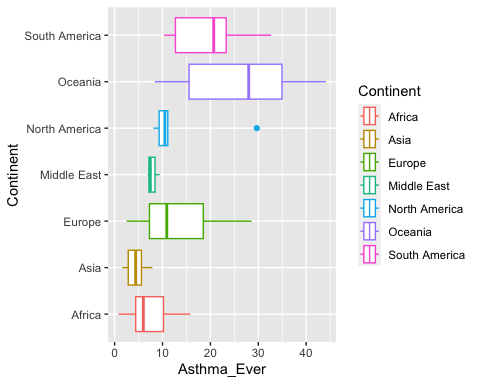 South America
Oceania
North America
Middle East
Europe
Asia
Africa
Continent
0 10 20 30 40
Asthma_Ever
Continent
Africa
Asia
Europe
Middle East
North America
Oceania
South America